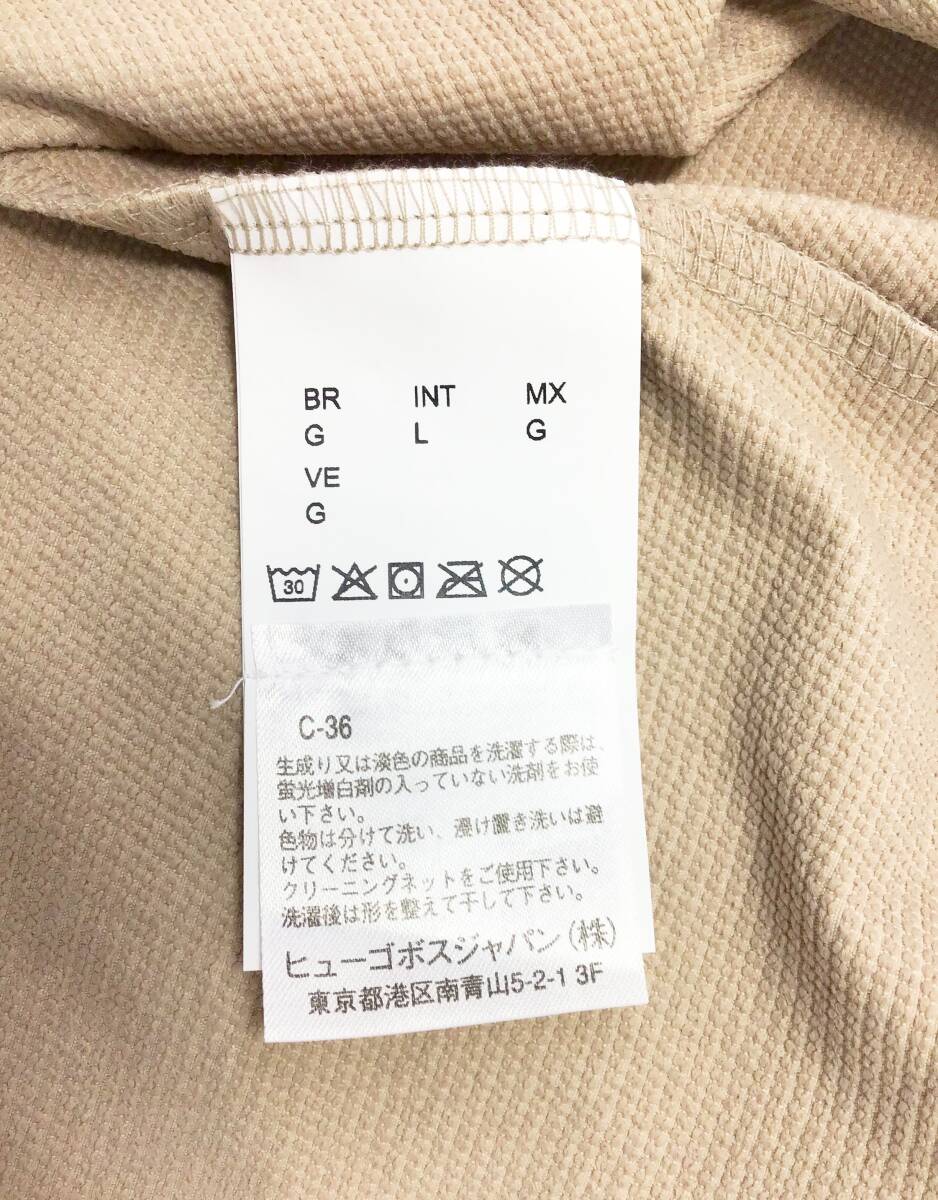 BR INT MX
G L G
VE
G
30
C-36
生成り又は淡色の商品を洗濯する際は、
蛍光増白剤の入っていない洗剤をお使
い下さい。
色物は分けて洗い、浸け置き洗いは避
けてください。
クリーニングネットをご使用下さい。
洗濯後は形を整えて干して下さい。
ヒューゴボスジャパン(株)
東京都港区南青山5-2-1 3F